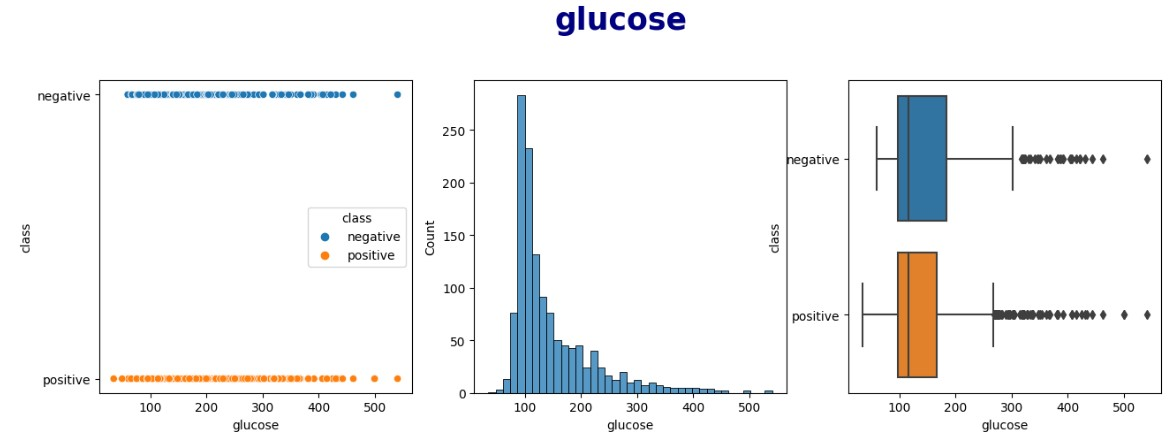 glucose
negative
positive
class
100 200 300 400 500
glucose
class
negative
positive
250
200
150
100
50
0
Count
100 200 300 400 500
glucose
negative
positive
class
100 200 300 400 500
glucose